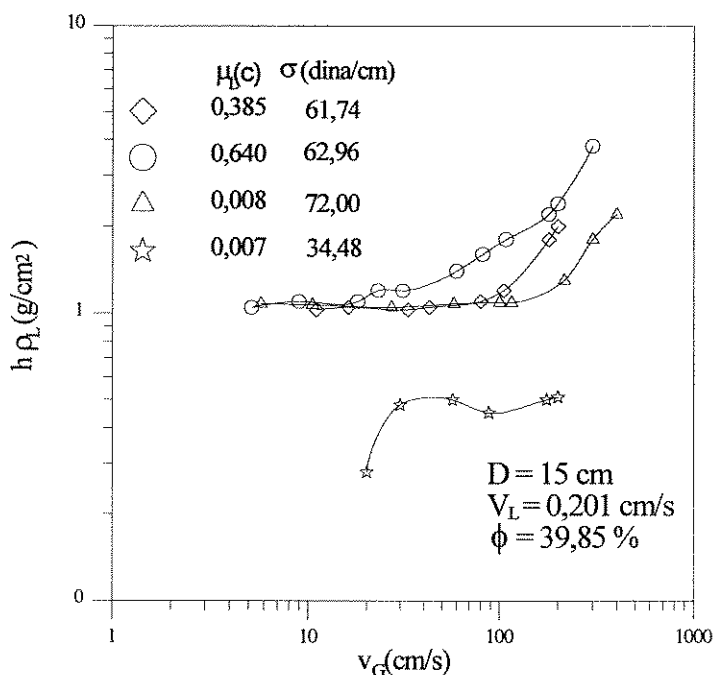 10
μL(c) σ (dina/cm)
0,385 61,74
0,640 62,96
0,008 72,00
0,007 34,48
h ρL (g/cm²)
1
D = 15 cm
VL = 0,201 cm/s
ϕ = 39,85 %
0
1 10 100 1000
vG(cm/s)